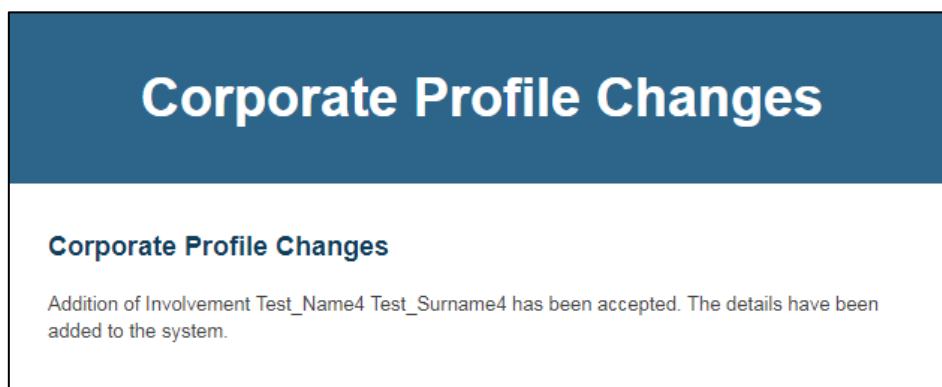 Corporate Profile Changes
Corporate Profile Changes
Addition of Involvement Test_Name4 Test_Surname4 has been accepted. The details have been
added to the system.